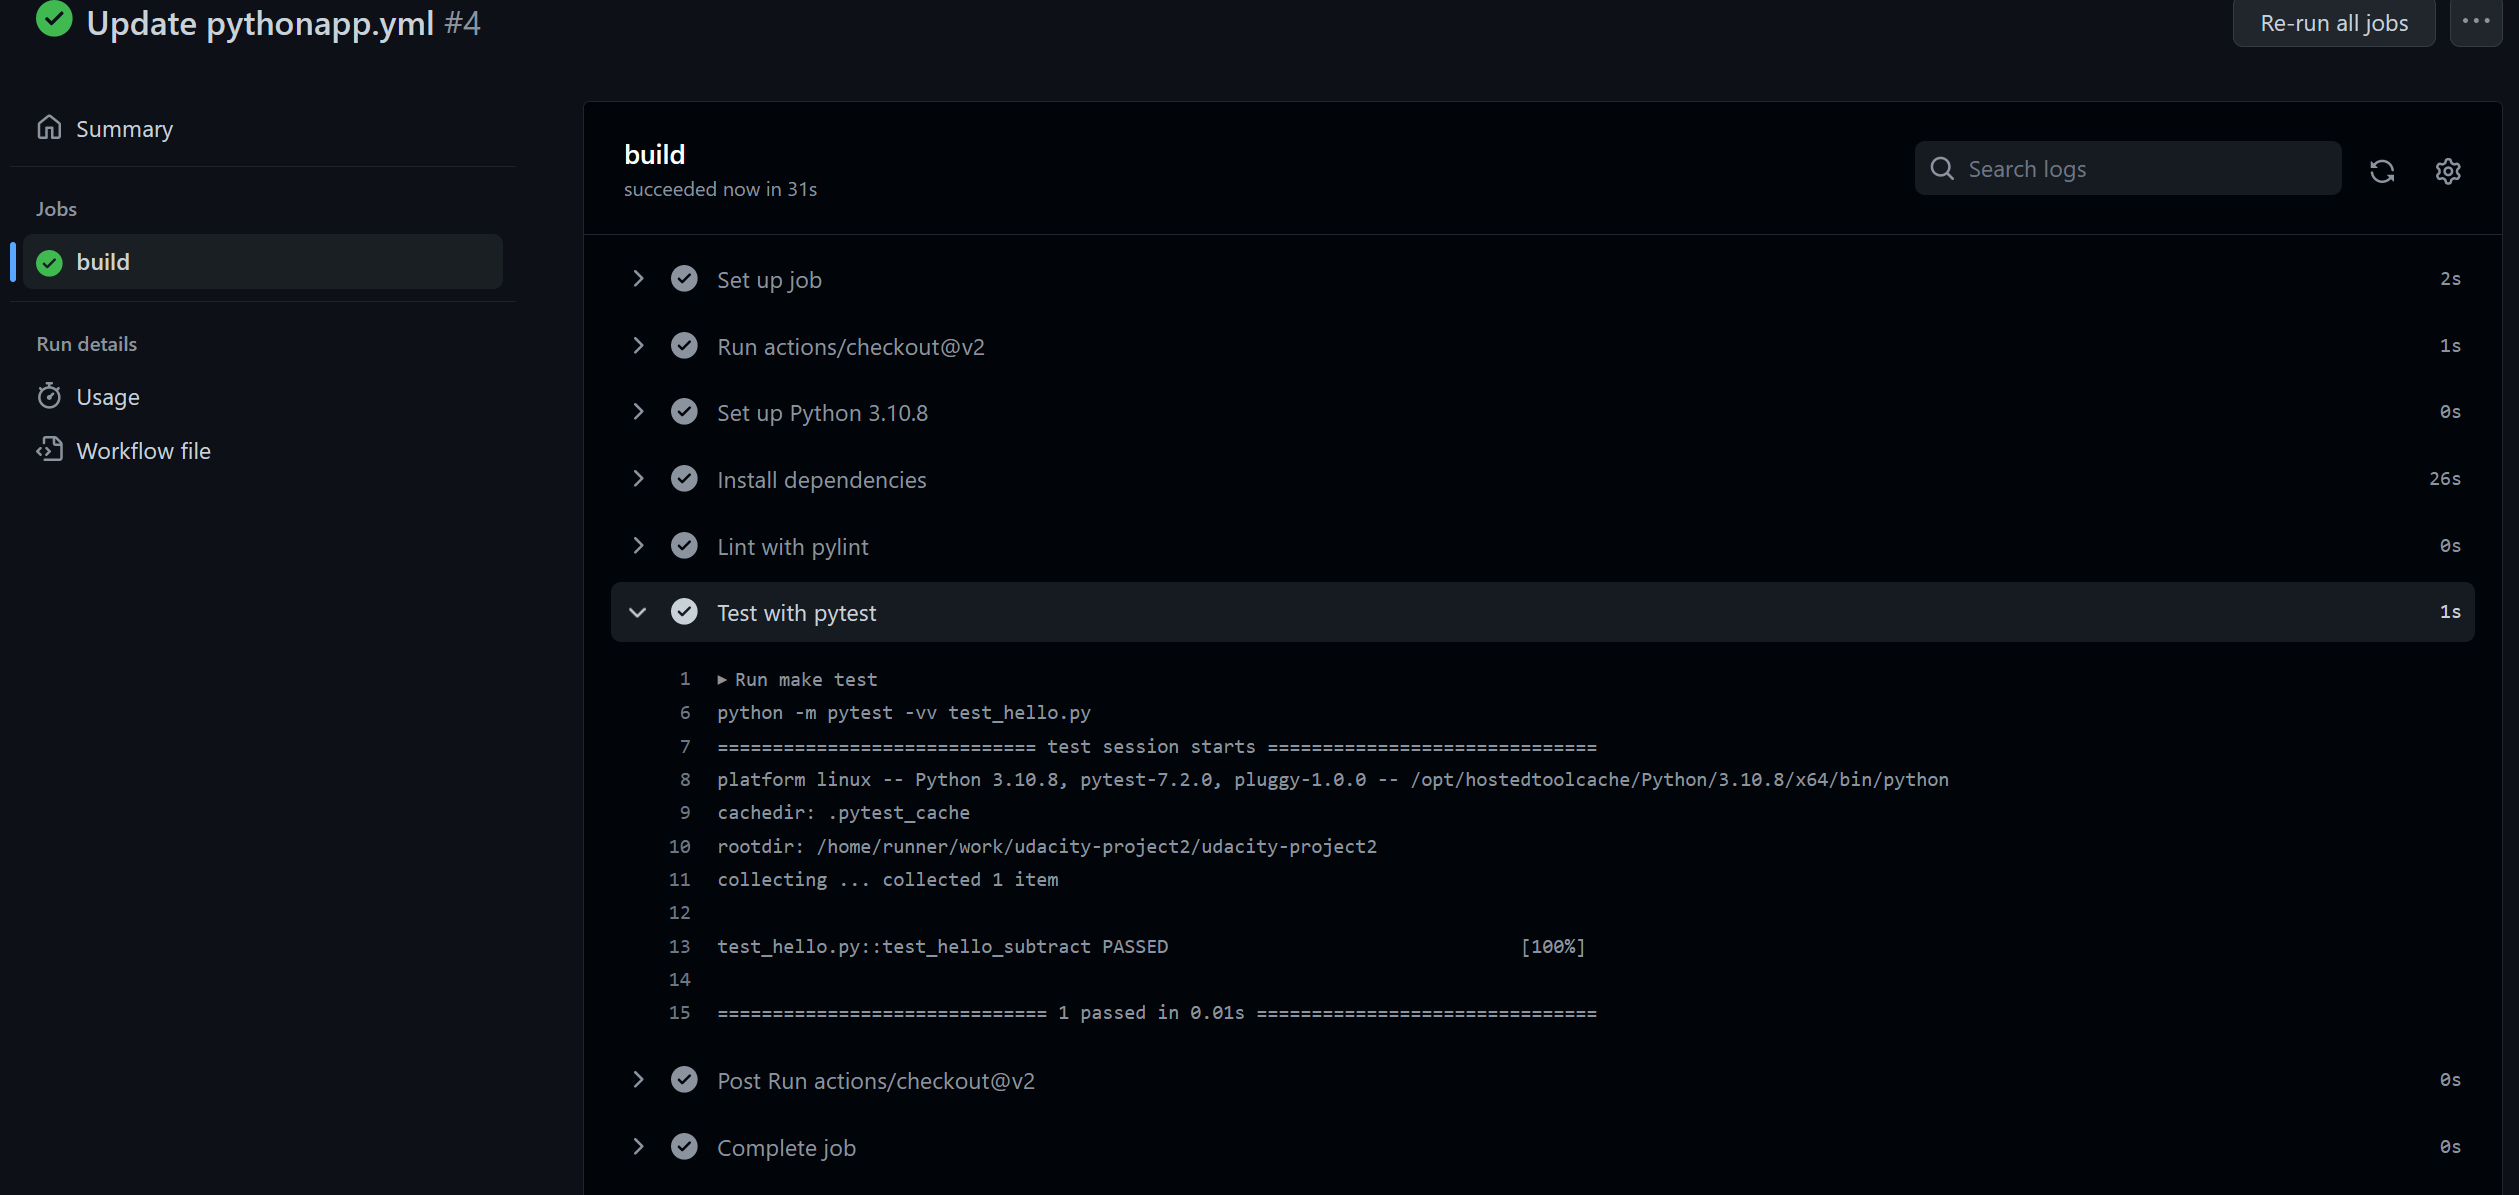 Update pythonapp.yml #4
Re-run all jobs
Summary
Jobs
build
Run details
Usage
Workflow file
build
succeeded now in 31s
Search logs
Set up job 2s
Run actions/checkout@v2 1s
Set up Python 3.10.8 0s
Install dependencies 26s
Lint with pylint 0s
Test with pytest 1s
1 Run make test
6 python -m pytest -vv test_hello.py
7 ============================= test session starts ==============================
8 platform linux -- Python 3.10.8, pytest-7.2.0, pluggy-1.0.0 -- /opt/hostedtoolcache/Python/3.10.8/x64/bin/python
9 cachedir: .pytest_cache
10 rootdir: /home/runner/work/udacity-project2/udacity-project2
11 collecting ... collected 1 item
12
13 test_hello.py::test_hello_subtract PASSED [100%]
14
15 ============================== 1 passed in 0.01s ===============================
Post Run actions/checkout@v2 0s
Complete job 0s